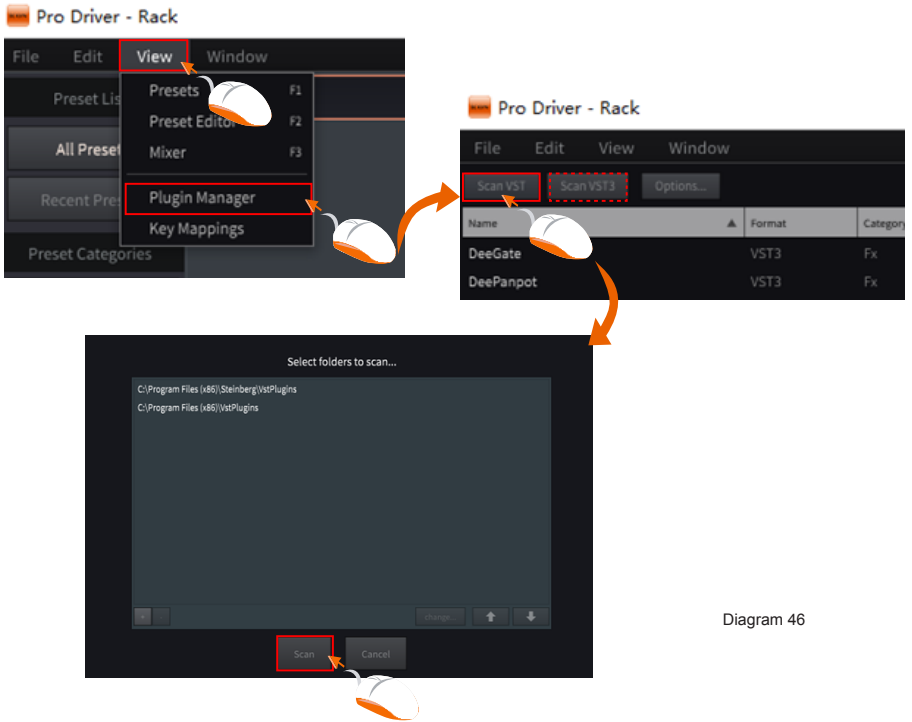 Pro Driver - Rack
File Edit View Window
Preset Lis
Presets F1
Preset Editor F2
All Preset
Mixer F3
Recent Pre
Plugin Manager
Key Mappings
Preset Categories
Pro Driver - Rack
File Edit View Window
Scan VST Scan VST3 Options...
Name Format Category
DeeGate VST3 Fx
DeePanpot VST3 Fx
Select folders to scan...
C:\Program Files (x86)\Steinberg\VstPlugins
C:\Program Files (x86)\VstPlugins
change...
Scan Cancel
Diagram 46